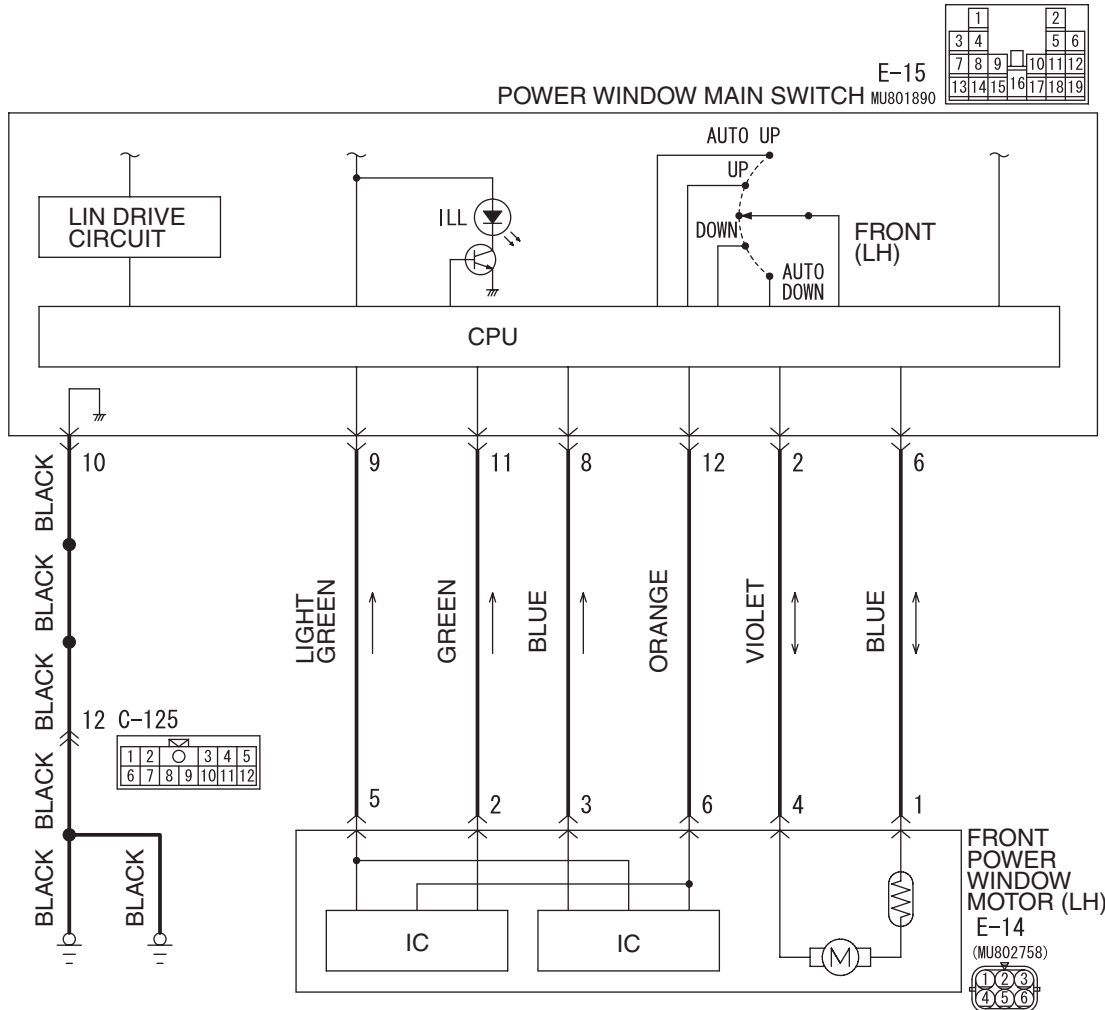 1 2
3 4 5 6
7 8 9 10 11 12
13 14 15 16 17 18 19
E-15
POWER WINDOW MAIN SWITCH MU801890
AUTO UP
UP
DOWN
AUTO
DOWN
FRONT
(LH)
LIN DRIVE
CIRCUIT
ILL
CPU
10 9 11 8 12 2 6
BLACK
BLACK
BLACK
BLACK
BLACK
BLACK
LIGHT
GREEN
GREEN
BLUE
ORANGE
VIOLET
BLUE
12 C-125
1 2 3 4 5
6 7 8 9 10 11 12
5 2 3 6 4 1
FRONT
POWER
WINDOW
MOTOR (LH)
E-14
(MU802758)
IC IC M
1 2 3
4 5 6